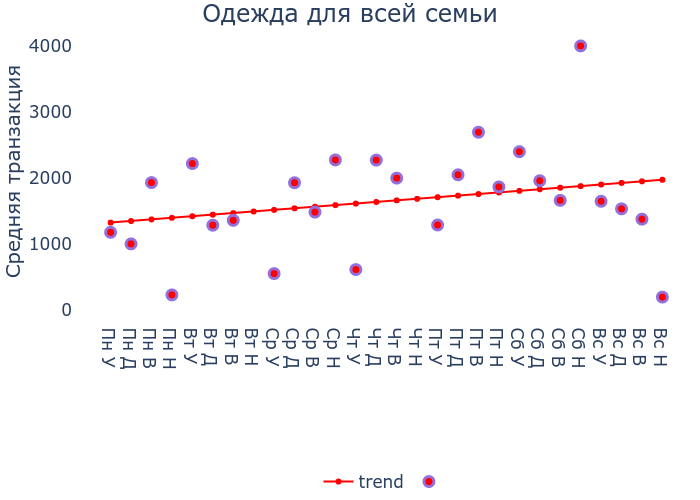 Одежда для всей семьи
Средняя транзакция
4000
3000
2000
1000
0
Пн У
Пн Д
Пн В
Пн Н
Вт У
Вт Д
Вт В
Вт Н
Ср У
Ср Д
Ср В
Ср Н
Чт У
Чт Д
Чт В
Чт Н
Пт У
Пт Д
Пт В
Пт Н
Сб У
Сб Д
Сб В
Сб Н
Вс У
Вс Д
Вс В
Вс Н
trend